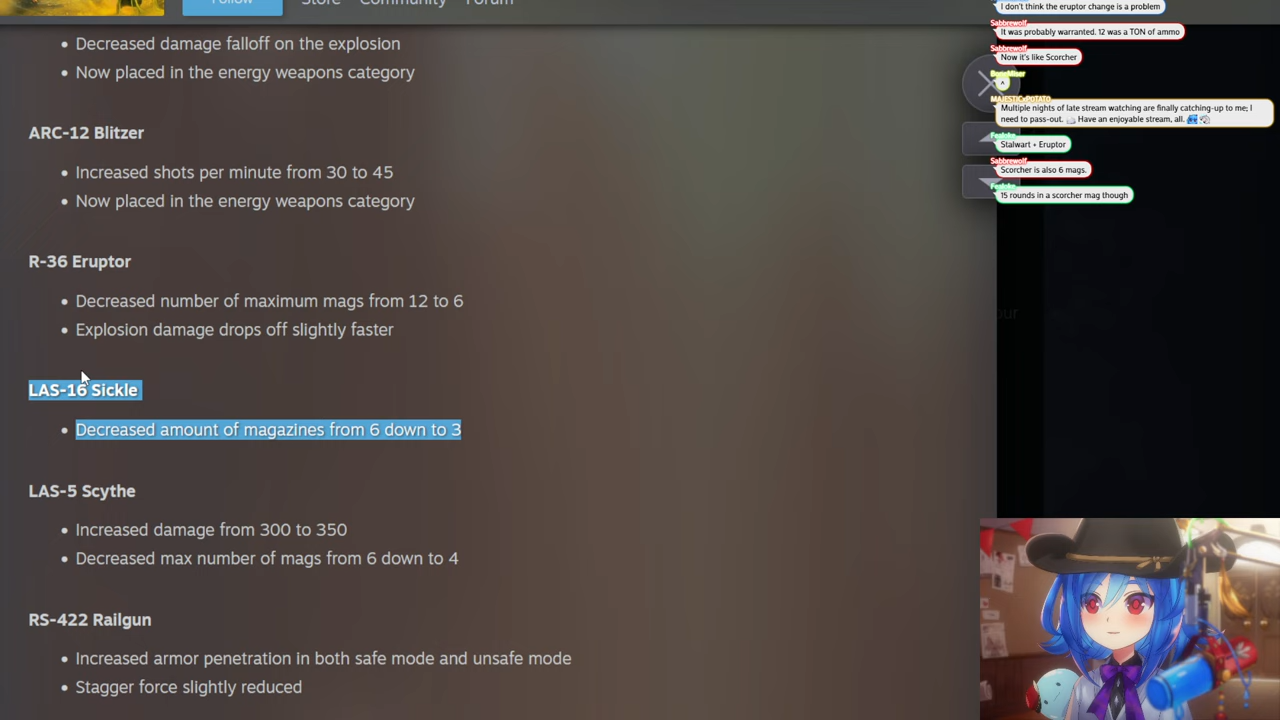 Follow
Store
Community
Forum
Decreased damage falloff on the explosion
Now placed in the energy weapons category
ARC-12 Blitzer
Increased shots per minute from 30 to 45
Now placed in the energy weapons category
R-36 Eruptor
Decreased number of maximum mags from 12 to 6
Explosion damage drops off slightly faster
LAS-16 Sickle
Decreased amount of magazines from 6 down to 3
LAS-5 Scythe
Increased damage from 300 to 350
Decreased max number of mags from 6 down to 4
RS-422 Railgun
Increased armor penetration in both safe mode and unsafe mode
Stagger force slightly reduced
I don't think the eruptor change is a problem
Sabbrewolf
It was probably warranted. 12 was a TON of ammo
Sabbrewolf
Now it's like Scorcher
^
MAJESTIC_POTATO
Multiple nights of late stream watching are finally catching-up to me; I
need to pass-out. Have an enjoyable stream, all.
Stalwart + Eruptor
Sabbrewolf
Scorcher is also 6 mags.
15 rounds in a scorcher mag though